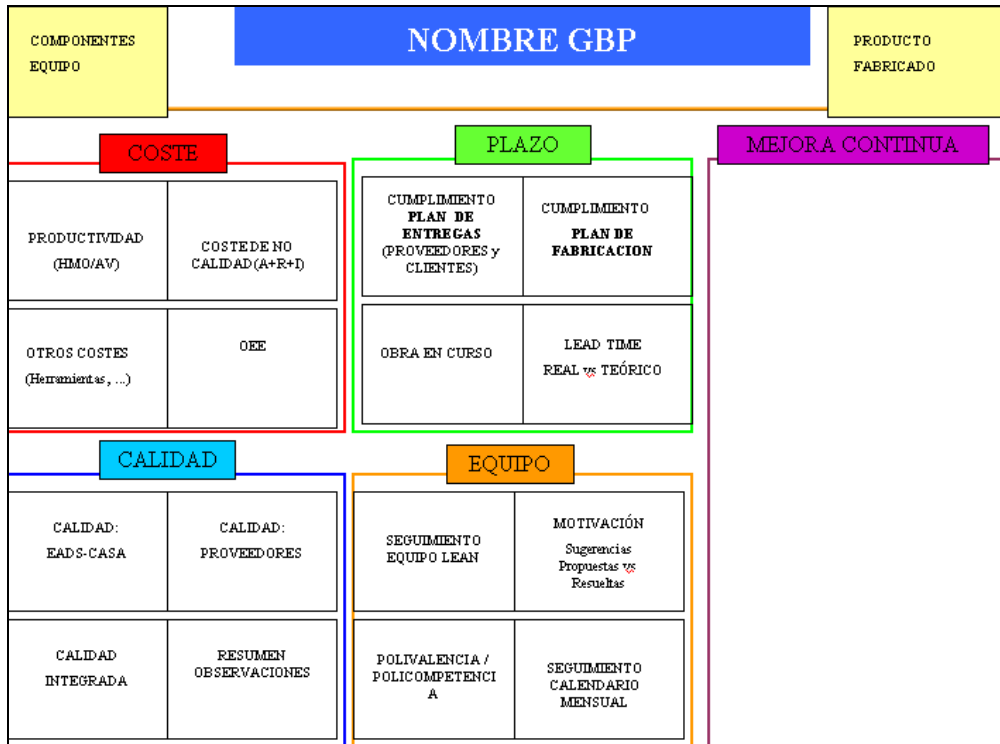 COMPONENTES
EQUIPO
NOMBRE GBP
PRODUCTO
FABRICADO
COSTE
PRODUCTIVIDAD
(HMO/AV)
COSTE DE NO
CALIDAD(A+R+I)
OTROS COSTES
(Herramientas, ...)
OEE
PLAZO
CUMPLIMIENTO
PLAN DE
ENTREGAS
(PROVEEDORES y
CLIENTES)
CUMPLIMIENTO
PLAN DE
FABRICACION
OBRA EN CURSO
LEAD TIME
REAL vs TEÓRICO
MEJORA CONTINUA
CALIDAD
CALIDAD:
EADS-CASA
CALIDAD:
PROVEEDORES
CALIDAD
INTEGRADA
RESUMEN
OBSERVACIONES
EQUIPO
SEGUIMIENTO
EQUIPO LEAN
MOTIVACIÓN
Sugerencias
Propuestas vs
Resueltas
POLIVALENCIA /
POLICOMPETENCI
A
SEGUIMIENTO
CALENDARIO
MENSUAL